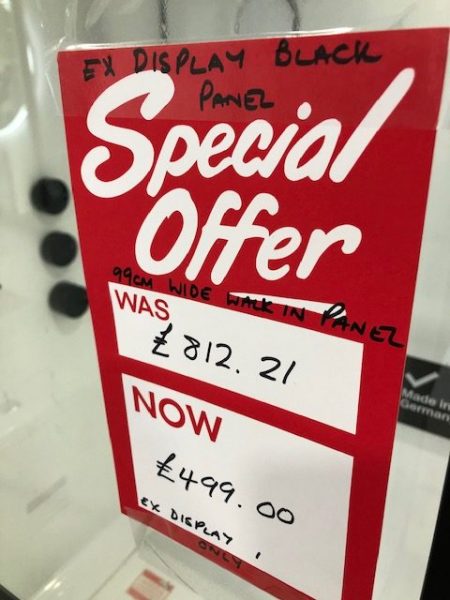 EX DISPLAY BLACK
PANEL
Special
Offer
99CM WIDE WALK IN PANEL
WAS
£812.21
NOW
£499.00
EX DISPLAY !
ONLY
Made in
German